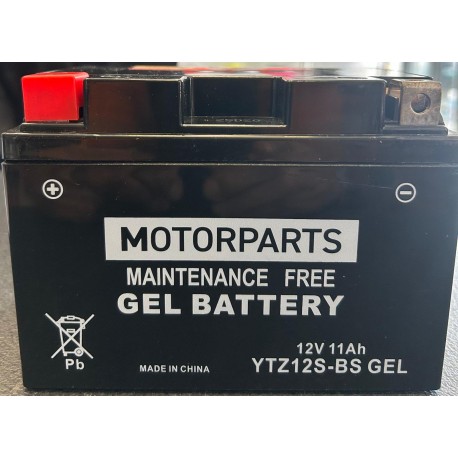 MOTORPARTS
MAINTENANCE FREE
GEL BATTERY
12V 11Ah
Pb
MADE IN CHINA
YTZ12S-BS GEL